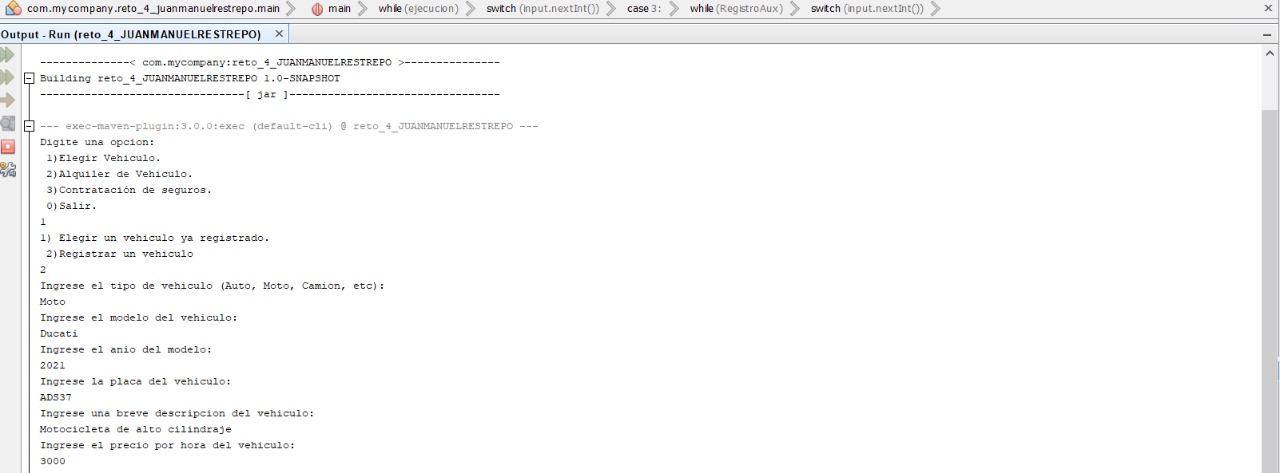 com.mycompany.reto_4_juanmanuelrestrepo.main > main > while (ejecucion) > switch (input.nextInt()) > case 3: > while (RegistroAux) > switch (input.nextInt())
Output - Run (reto_4_JUANMANUELRESTREPO) ×
--------------< com.mycompany:reto_4_JUANMANUELRESTREPO >---------------
Building reto_4_JUANMANUELRESTREPO 1.0-SNAPSHOT
--------------------------------[ jar ]---------------------------------
--- exec-maven-plugin:3.0.0:exec (default-cli) @ reto_4_JUANMANUELRESTREPO ---
Digite una opcion:
1)Elegir Vehiculo.
2)Alquiler de Vehiculo.
3)Contratación de seguros.
0)Salir.
1
1) Elegir un vehiculo ya registrado.
2)Registrar un vehiculo
2
Ingrese el tipo de vehiculo (Auto, Moto, Camion, etc):
Moto
Ingrese el modelo del vehiculo:
Ducati
Ingrese el anio del modelo:
2021
Ingrese la placa del vehiculo:
ADS37
Ingrese una breve descripcion del vehiculo:
Motocicleta de alto cilindraje
Ingrese el precio por hora del vehiculo:
3000